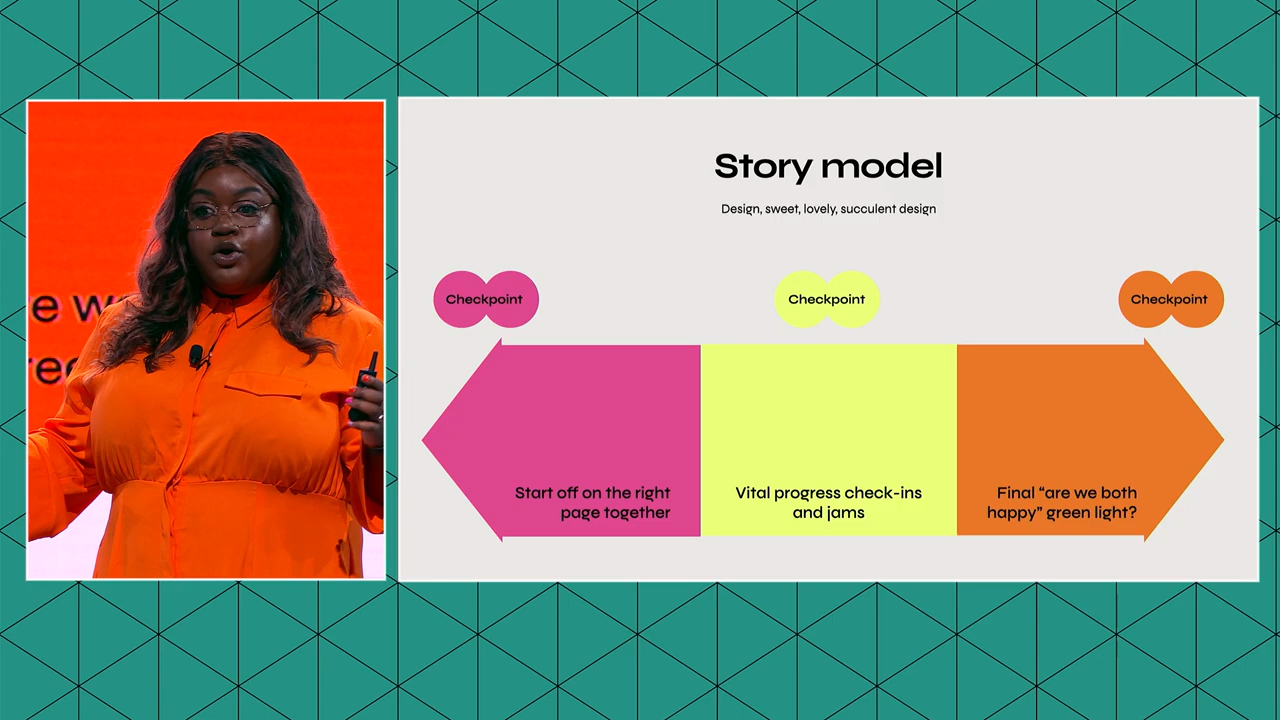 Story model
Design, sweet, lovely, succulent design
Checkpoint
Checkpoint
Checkpoint
Start off on the right
page together
Vital progress check-ins
and jams
Final “are we both
happy” green light?